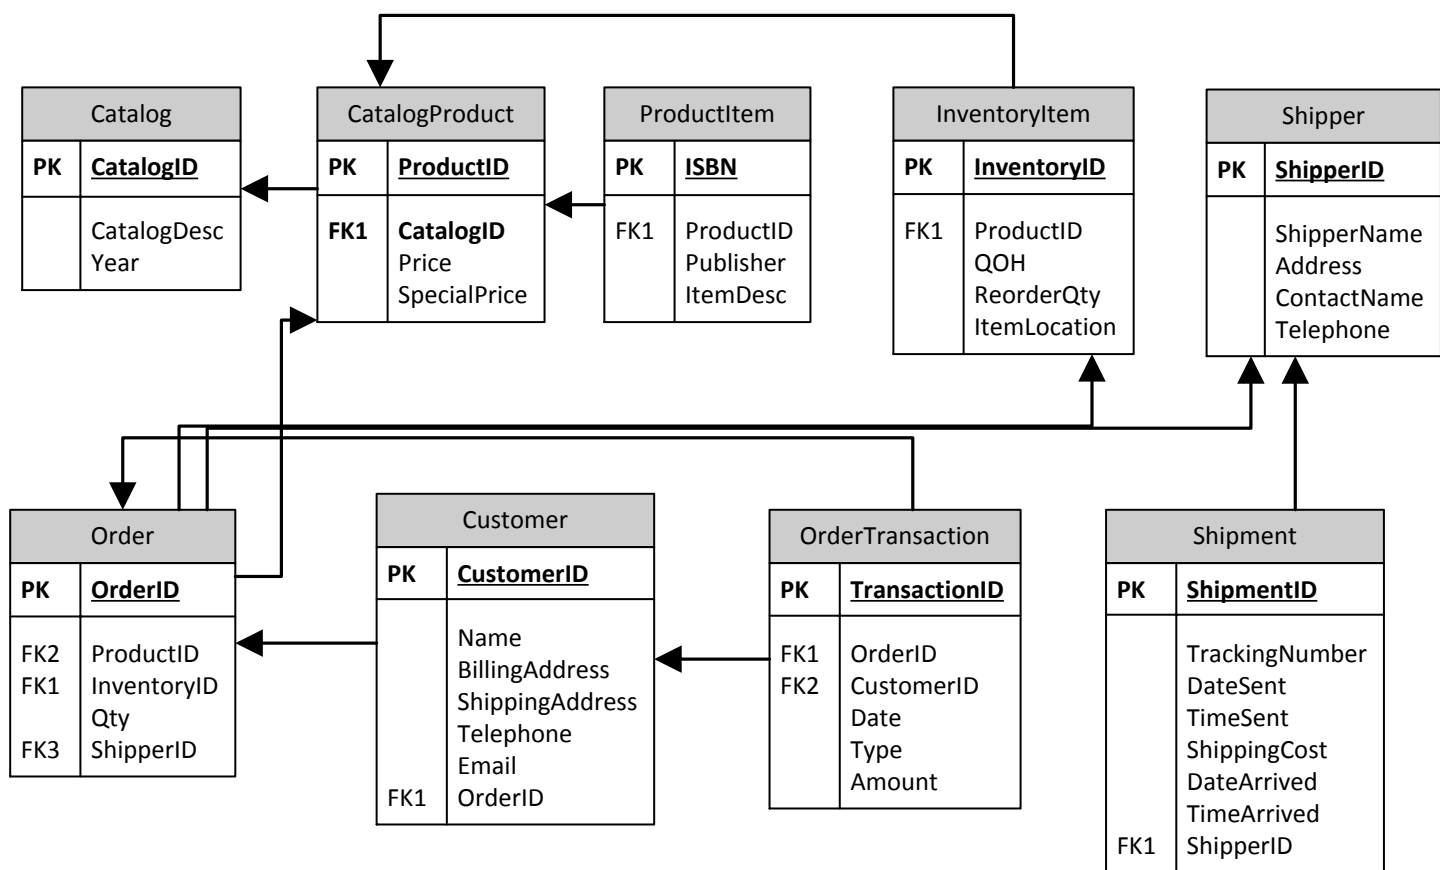 Catalog
PK CatalogID
CatalogDesc
Year
CatalogProduct
PK ProductID
FK1 CatalogID
Price
SpecialPrice
ProductItem
PK ISBN
FK1 ProductID
Publisher
ItemDesc
InventoryItem
PK InventoryID
FK1 ProductID
QOH
ReorderQty
ItemLocation
Shipper
PK ShipperID
ShipperName
Address
ContactName
Telephone
Order
PK OrderID
FK2 ProductID
FK1 InventoryID
Qty
FK3 ShipperID
Customer
PK CustomerID
Name
BillingAddress
ShippingAddress
Telephone
Email
FK1 OrderID
OrderTransaction
PK TransactionID
FK1 OrderID
FK2 CustomerID
Date
Type
Amount
Shipment
PK ShipmentID
TrackingNumber
DateSent
TimeSent
ShippingCost
DateArrived
TimeArrived
FK1 ShipperID